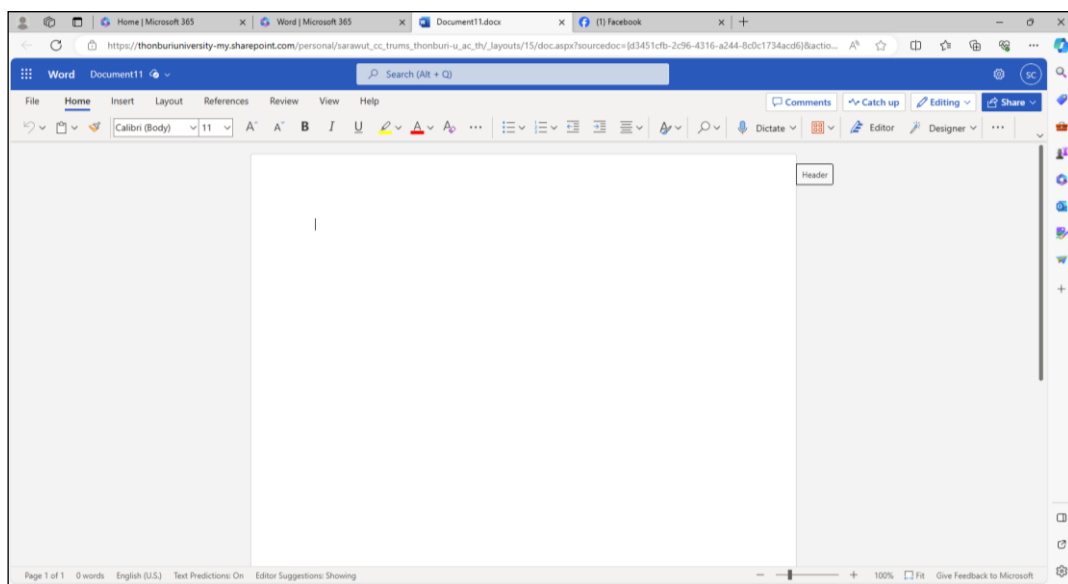 Home | Microsoft 365
Word | Microsoft 365
Document11.docx
(1) Facebook
https://thonburiuniversity-my.sharepoint.com/personal/sarawut_cc_trums_thonburi-u_ac_th/_layouts/15/doc.aspx?sourcedoc={d3451cfb-2c96-4316-a244-8c0c1734acd6}&actio...
Word Document11 Search (Alt + Q) SC
File Home Insert Layout References Review View Help Comments Catch up Editing Share
Calibri (Body) 11 B I U Dictate Editor Designer
Header
Page 1 of 1 0 words English (U.S.) Text Predictions: On Editor Suggestions: Showing 100% Fit Give Feedback to Microsoft